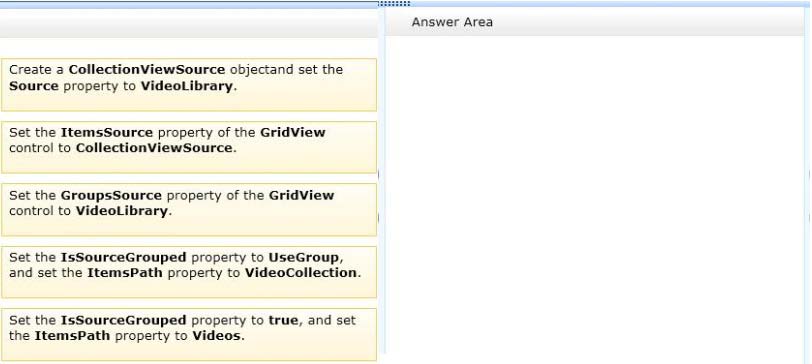 Answer Area
Create a CollectionViewSource objectand set the
Source property to VideoLibrary.
Set the ItemsSource property of the GridView
control to CollectionViewSource.
Set the GroupsSource property of the GridView
control to VideoLibrary.
Set the IsSourceGrouped property to UseGroup,
and set the ItemsPath property to VideoCollection.
Set the IsSourceGrouped property to true, and set
the ItemsPath property to Videos.